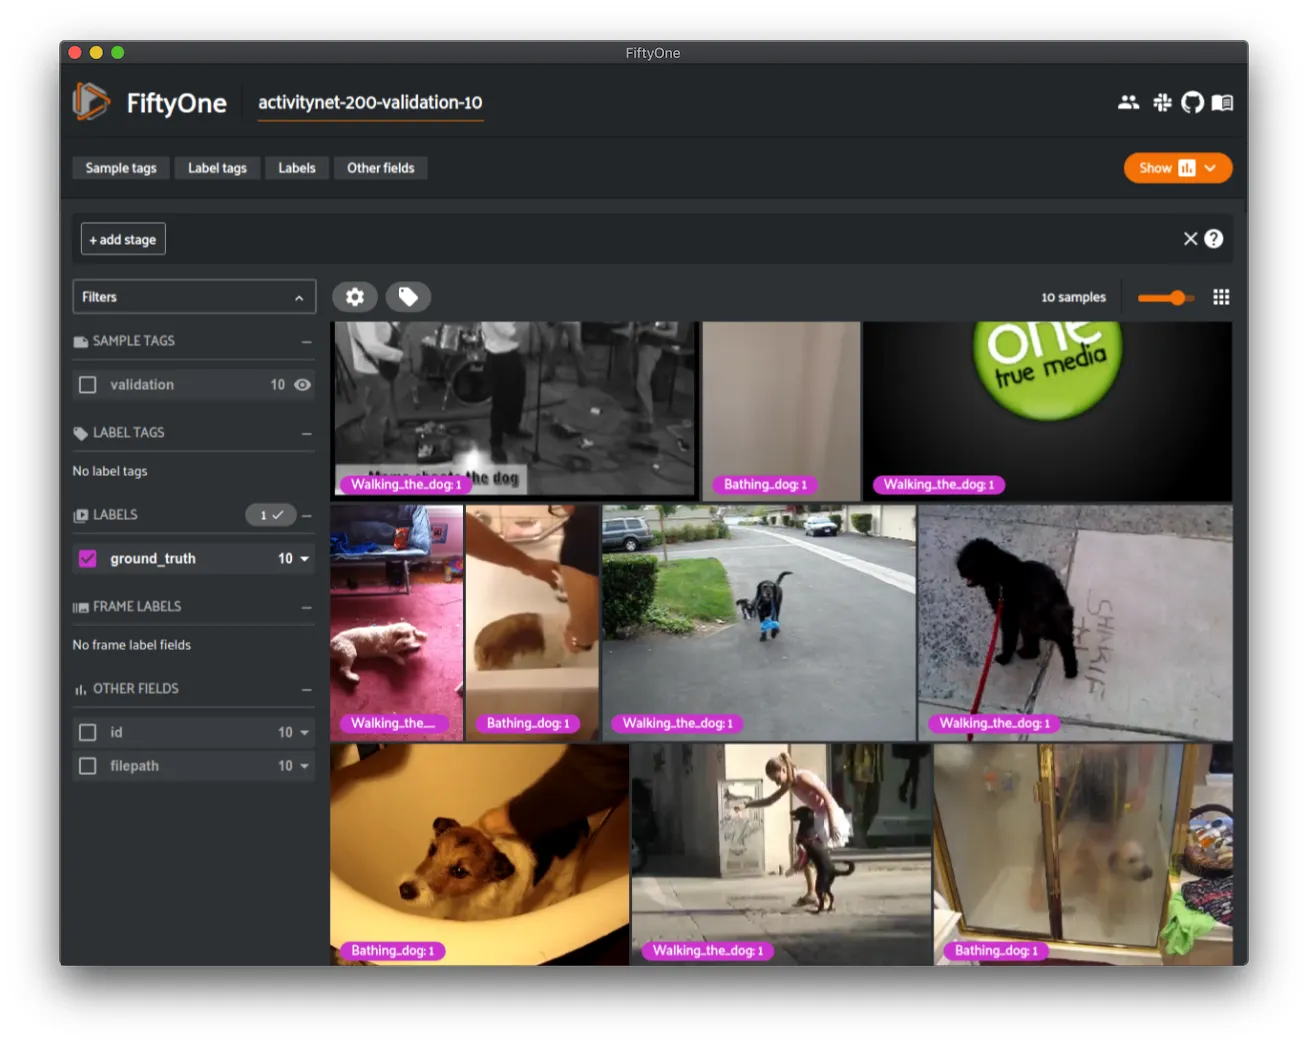 FiftyOne
FiftyOne
activitynet-200-validation-10
Sample tags
Label tags
Labels
Other fields
Show
+ add stage
Filters
10 samples
SAMPLE TAGS
validation 10
LABEL TAGS
No label tags
LABELS
1
ground_truth 10
FRAME LABELS
No frame label fields
OTHER FIELDS
id 10
filepath 10
the dog
Walking_the_dog: 1
Bathing_dog: 1
one
true media
Walking_the_dog: 1
Walking_the_...
Bathing_dog: 1
Walking_the_dog: 1
Walking_the_dog: 1
Bathing_dog: 1
Walking_the_dog: 1
Bathing_dog: 1